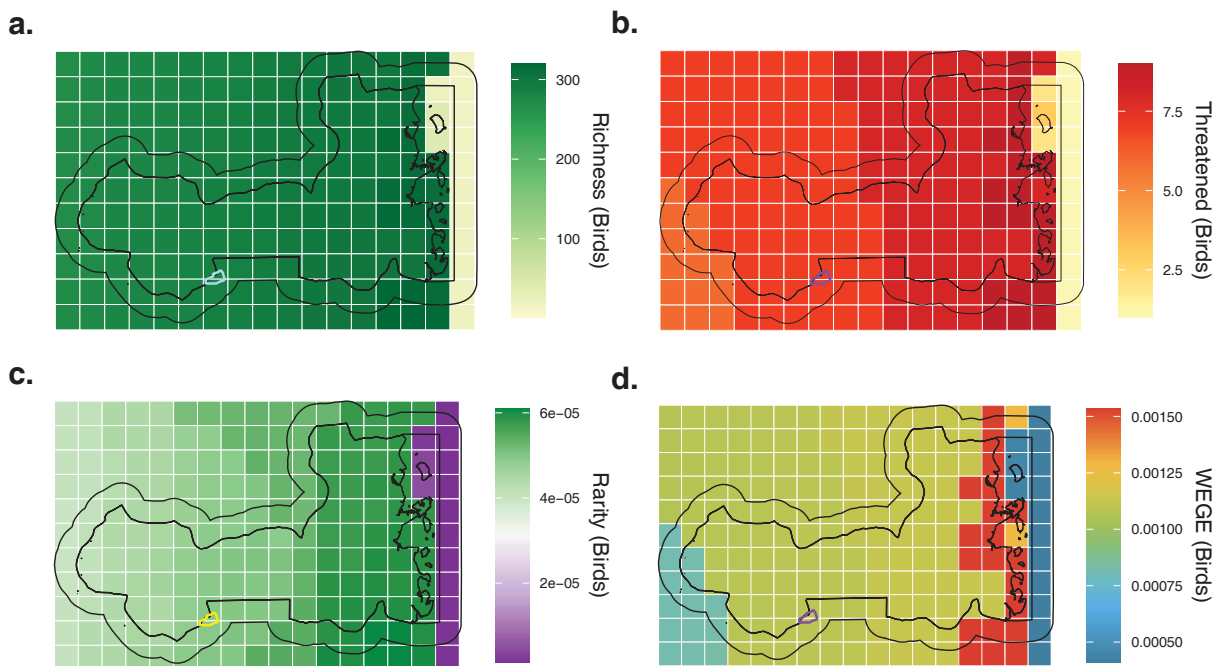 a.
300
200
100
Richness (Birds)
b.
7.5
5.0
2.5
Threatened (Birds)
c.
6e−05
4e−05
2e−05
Rarity (Birds)
d.
0.00150
0.00125
0.00100
0.00075
0.00050
WEGE (Birds)